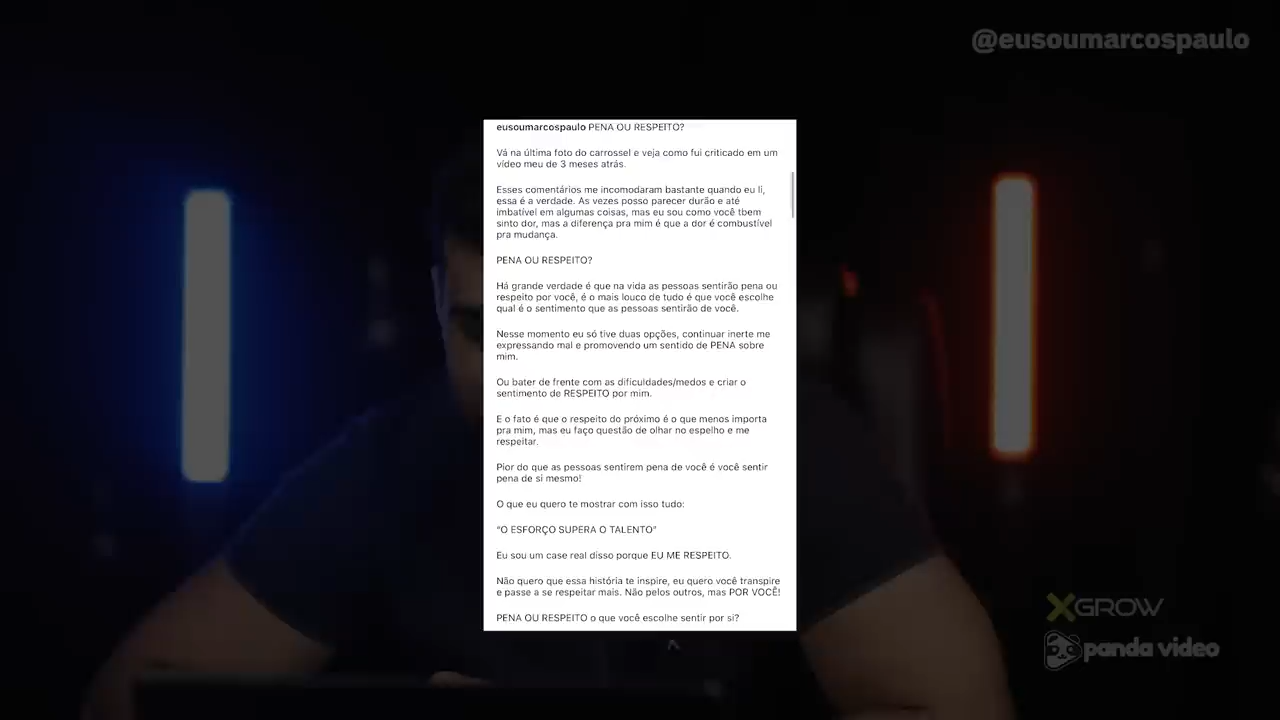 @eusoumarcospaulo
eusoumarcospaulo PENA OU RESPEITO?
Vá na última foto do carrossel e veja como fui criticado em um
vídeo meu de 3 meses atrás.
Esses comentários me incomodaram bastante quando eu li,
essa é a verdade. As vezes posso parecer durão e até
imbatível em algumas coisas, mas eu sou como você tbem
sinto dor, mas a diferença pra mim é que a dor é combustível
pra mudança.
PENA OU RESPEITO?
Há grande verdade é que na vida as pessoas sentirão pena ou
respeito por você, é o mais louco de tudo é que você escolhe
qual é o sentimento que as pessoas sentirão de você.
Nesse momento eu só tive duas opções, continuar inerte me
expressando mal e promovendo um sentido de PENA sobre
mim.
Ou bater de frente com as dificuldades/medos e criar o
sentimento de RESPEITO por mim.
E o fato é que o respeito do próximo é o que menos importa
pra mim, mas eu faço questão de olhar no espelho e me
respeitar.
Pior do que as pessoas sentirem pena de você é você sentir
pena de si mesmo!
O que eu quero te mostrar com isso tudo:
“O ESFORÇO SUPERA O TALENTO”
Eu sou um case real disso porque EU ME RESPEITO.
Não quero que essa história te inspire, eu quero você transpire
e passe a se respeitar mais. Não pelos outros, mas POR VOCÊ!
PENA OU RESPEITO o que você escolhe sentir por si?
XGROW
panda video